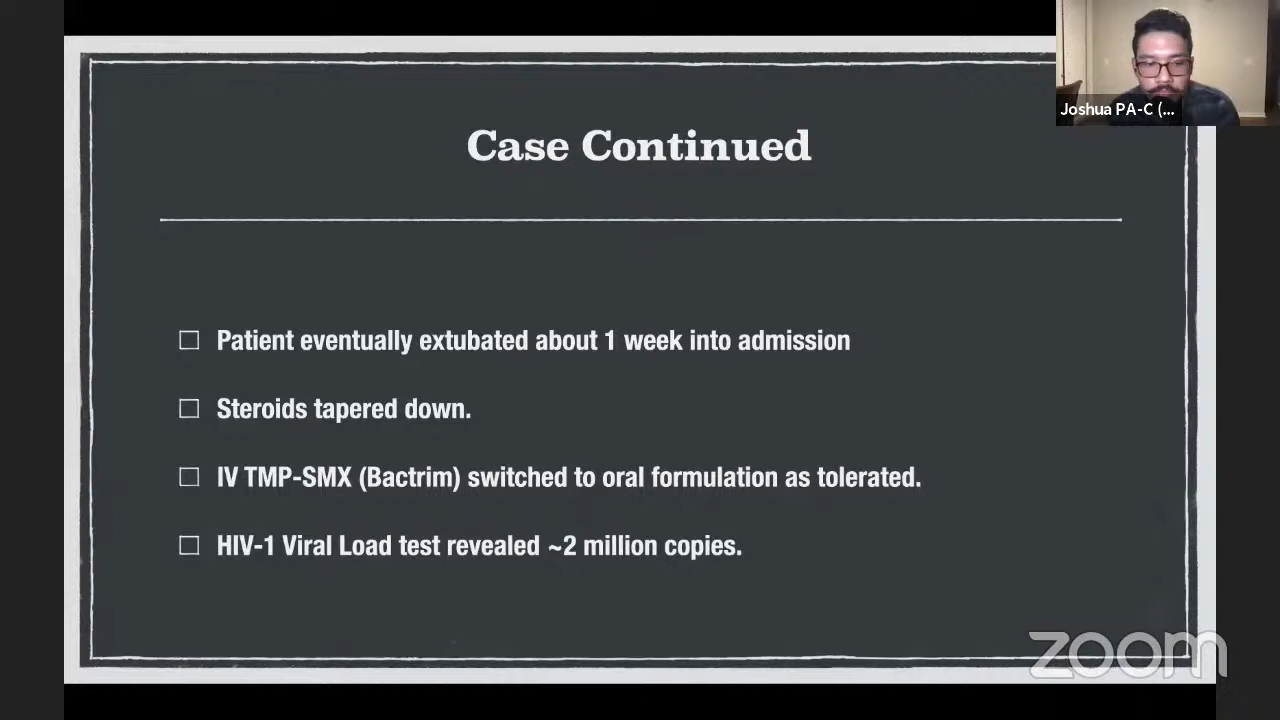 Joshua PA-C (...
Case Continued
Patient eventually extubated about 1 week into admission
Steroids tapered down.
IV TMP-SMX (Bactrim) switched to oral formulation as tolerated.
HIV-1 Viral Load test revealed ~2 million copies.
zoom